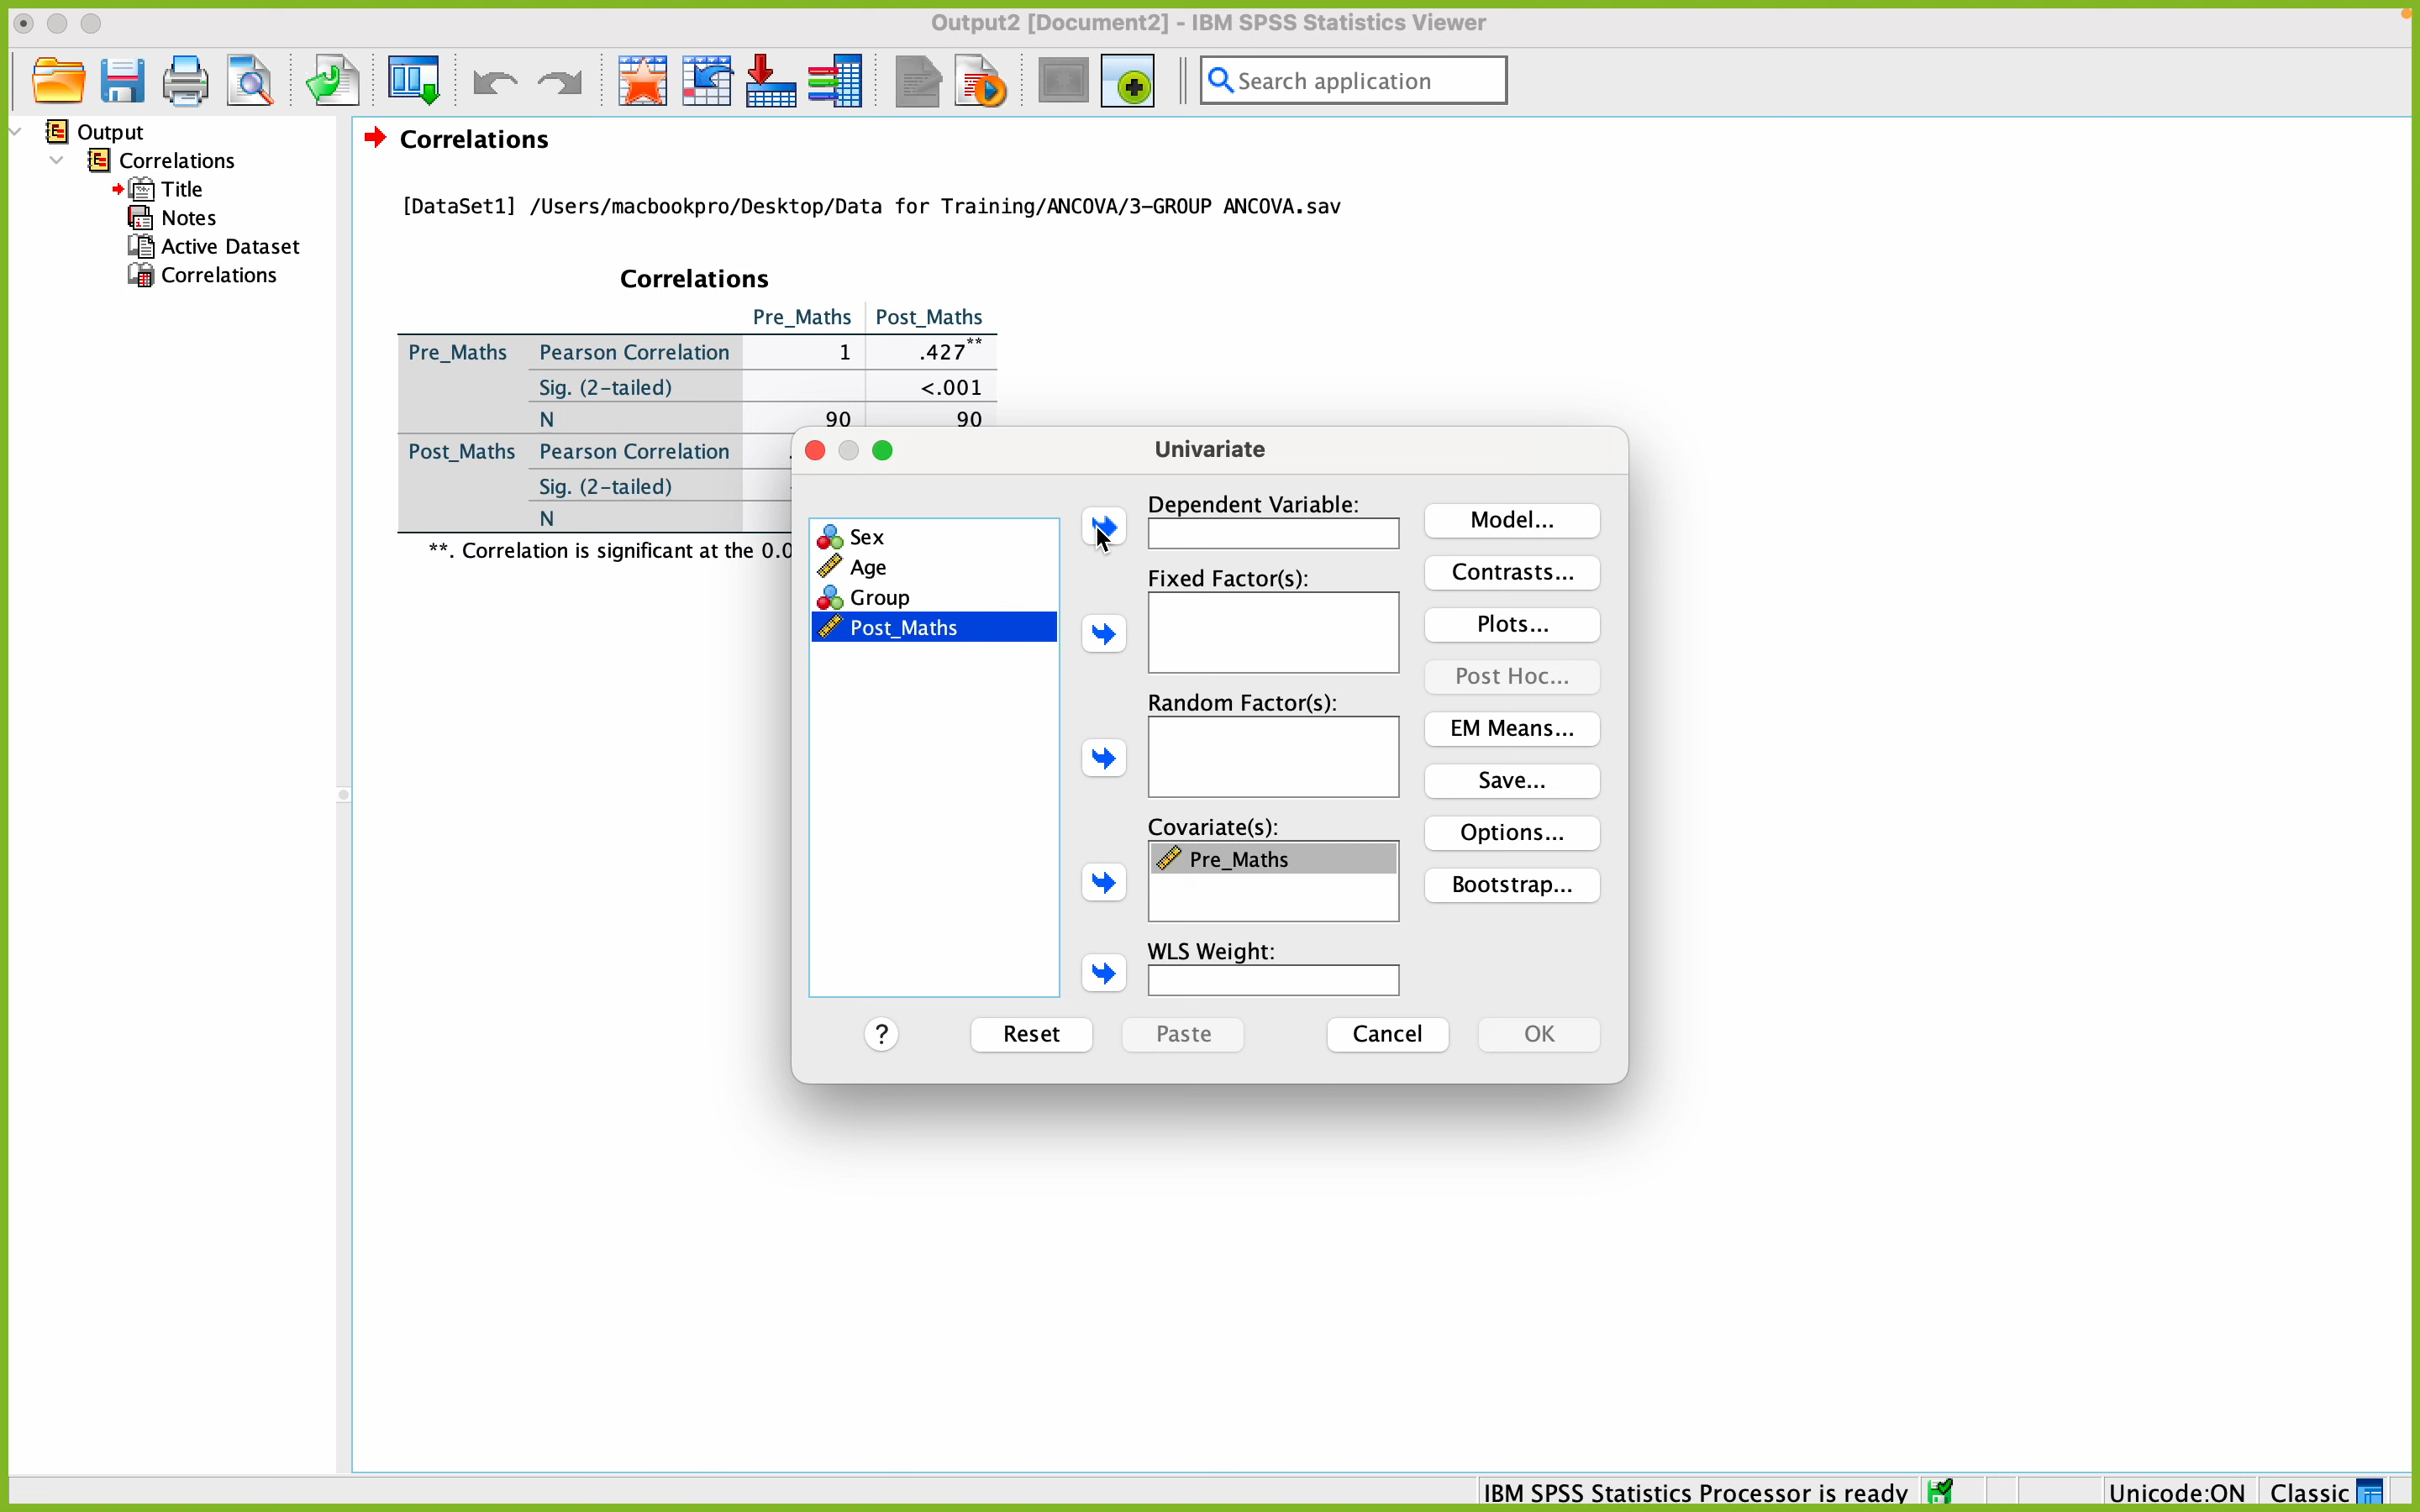 Output2 [Document2] - IBM SPSS Statistics Viewer
Search application
Output
Correlations
Title
Notes
Active Dataset
Correlations
Correlations
[DataSet1] /Users/macbookpro/Desktop/Data for Training/ANCOVA/3-GROUP ANCOVA.sav
Correlations
Pre_Maths Post_Maths
Pre_Maths Pearson Correlation 1 .427**
Sig. (2-tailed) <.001
N 90 90
Post_Maths Pearson Correlation
Sig. (2-tailed)
N
**. Correlation is significant at the 0.0
Univariate
Sex
Age
Group
Post_Maths
Dependent Variable:
Fixed Factor(s):
Random Factor(s):
Covariate(s):
Pre_Maths
WLS Weight:
Model...
Contrasts...
Plots...
Post Hoc...
EM Means...
Save...
Options...
Bootstrap...
? Reset Paste Cancel OK
IBM SPSS Statistics Processor is ready Unicode:ON Classic